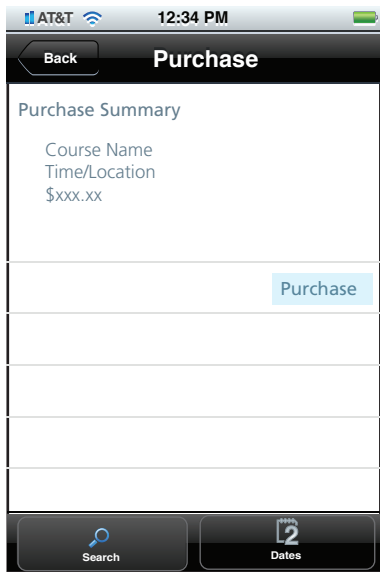 AT&T 12:34 PM
Back Purchase
Purchase Summary
Course Name
Time/Location
$xxx.xx
Purchase
2
Search Dates